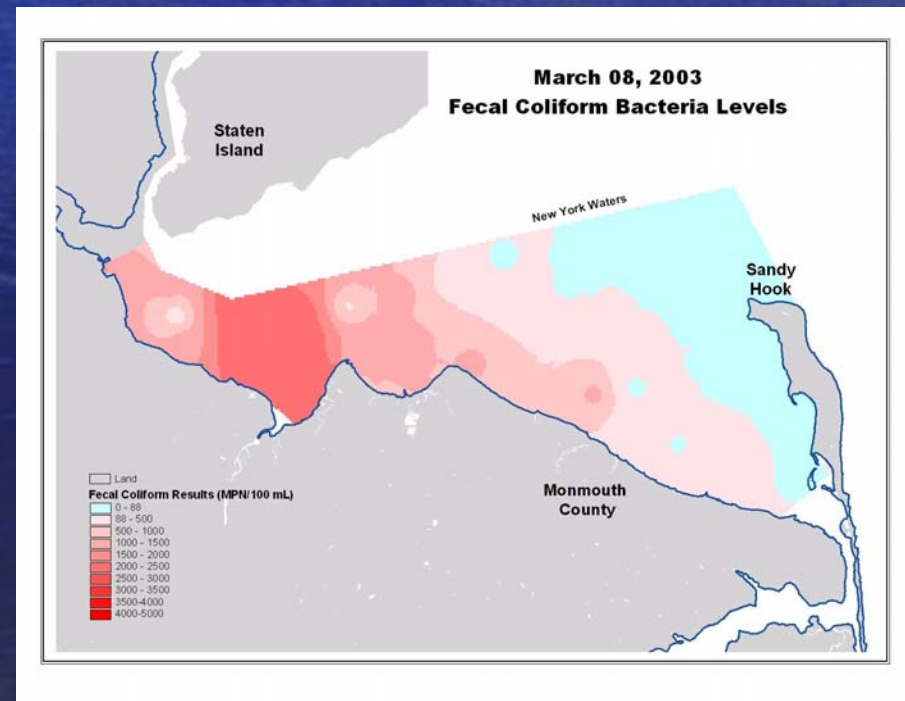 March 08, 2003
Fecal Coliform Bacteria Levels
Staten
Island
New York Waters
Sandy
Hook
Monmouth
County
Land
Fecal Coliform Results (MPN/100 mL)
0 - 88
88 - 500
500 - 1000
1000 - 1500
1500 - 2000
2000 - 2500
2500 - 3000
3000 - 3500
3500-4000
4000-5000